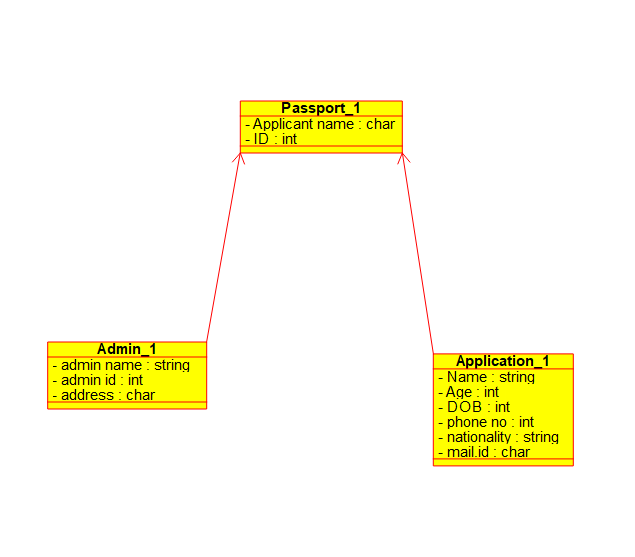 Passport_1
- Applicant name : char
- ID : int
Admin_1
- admin name : string
- admin id : int
- address : char
Application_1
- Name : string
- Age : int
- DOB : int
- phone no : int
- nationality : string
- mail.id : char